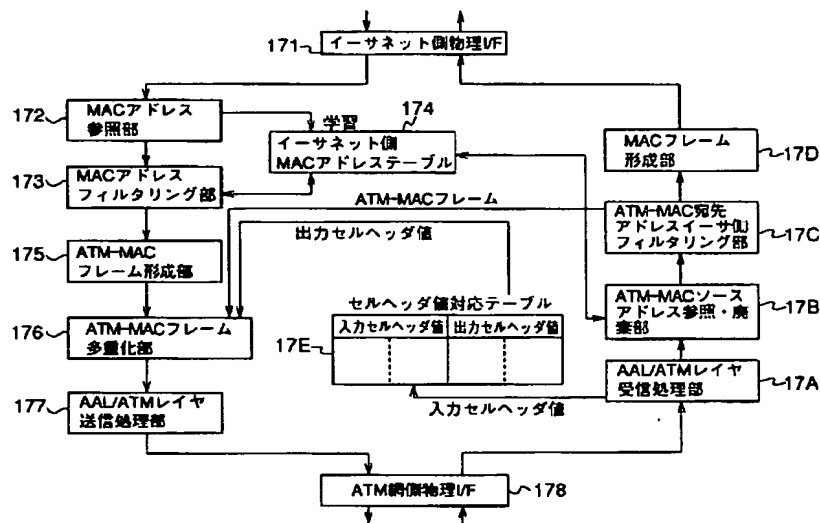 171
イーサネット側物理I/F
172
MACアドレス
参照部
学習
174
イーサネット側
MACアドレステーブル
MACフレーム
形成部
17D
173
MACアドレス
フィルタリング部
ATM-MACフレーム
ATM-MAC宛先
アドレスイーサ側
フィルタリング部
17C
出力セルヘッダ値
175
ATM-MAC
フレーム形成部
ATM-MACソース
アドレス参照・廃
棄部
17B
セルヘッダ値対応テーブル
入力セルヘッダ値
出力セルヘッダ値
17E
176
ATM-MACフレーム
多重化部
AAL/ATMレイヤ
受信処理部
17A
177
AAL/ATMレイヤ
送信処理部
入力セルヘッダ値
ATM網側物理I/F
178